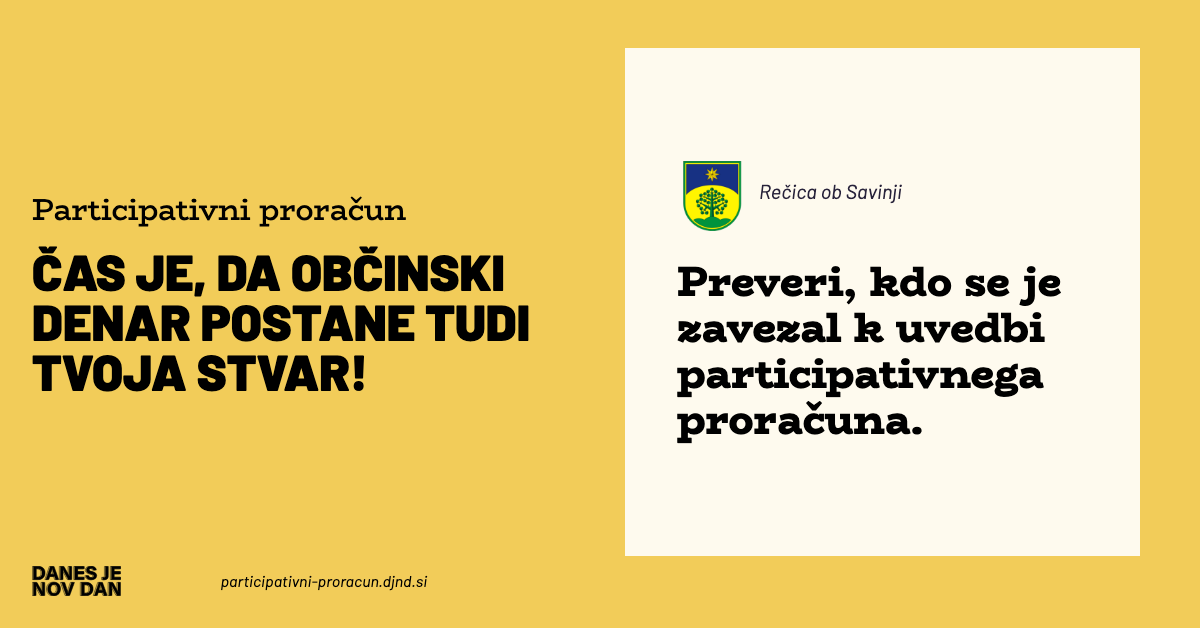 Participativni proračun
ČAS JE, DA OBČINSKI
DENAR POSTANE TUDI
TVOJA STVAR!
DANES JE
NOV DAN
participativni-proracun.djnd.si
Rečica ob Savinji
Preveri, kdo se je
zavezal k uvedbi
participativnega
proračuna.